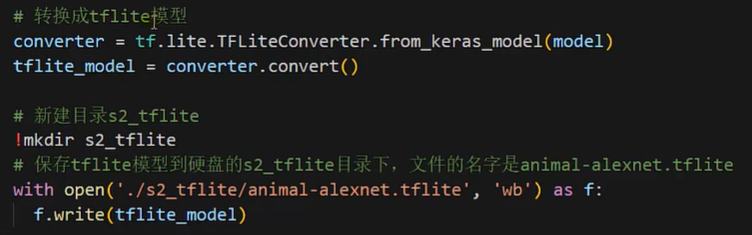 # 转换成tflite模型
converter = tf.lite.TFLiteConverter.from_keras_model(model)
tflite_model = converter.convert()
# 新建目录s2_tflite
!mkdir s2_tflite
# 保存tflite模型到硬盘的s2_tflite目录下，文件的名字是animal-alexnet.tflite
with open('./s2_tflite/animal-alexnet.tflite', 'wb') as f:
  f.write(tflite_model)